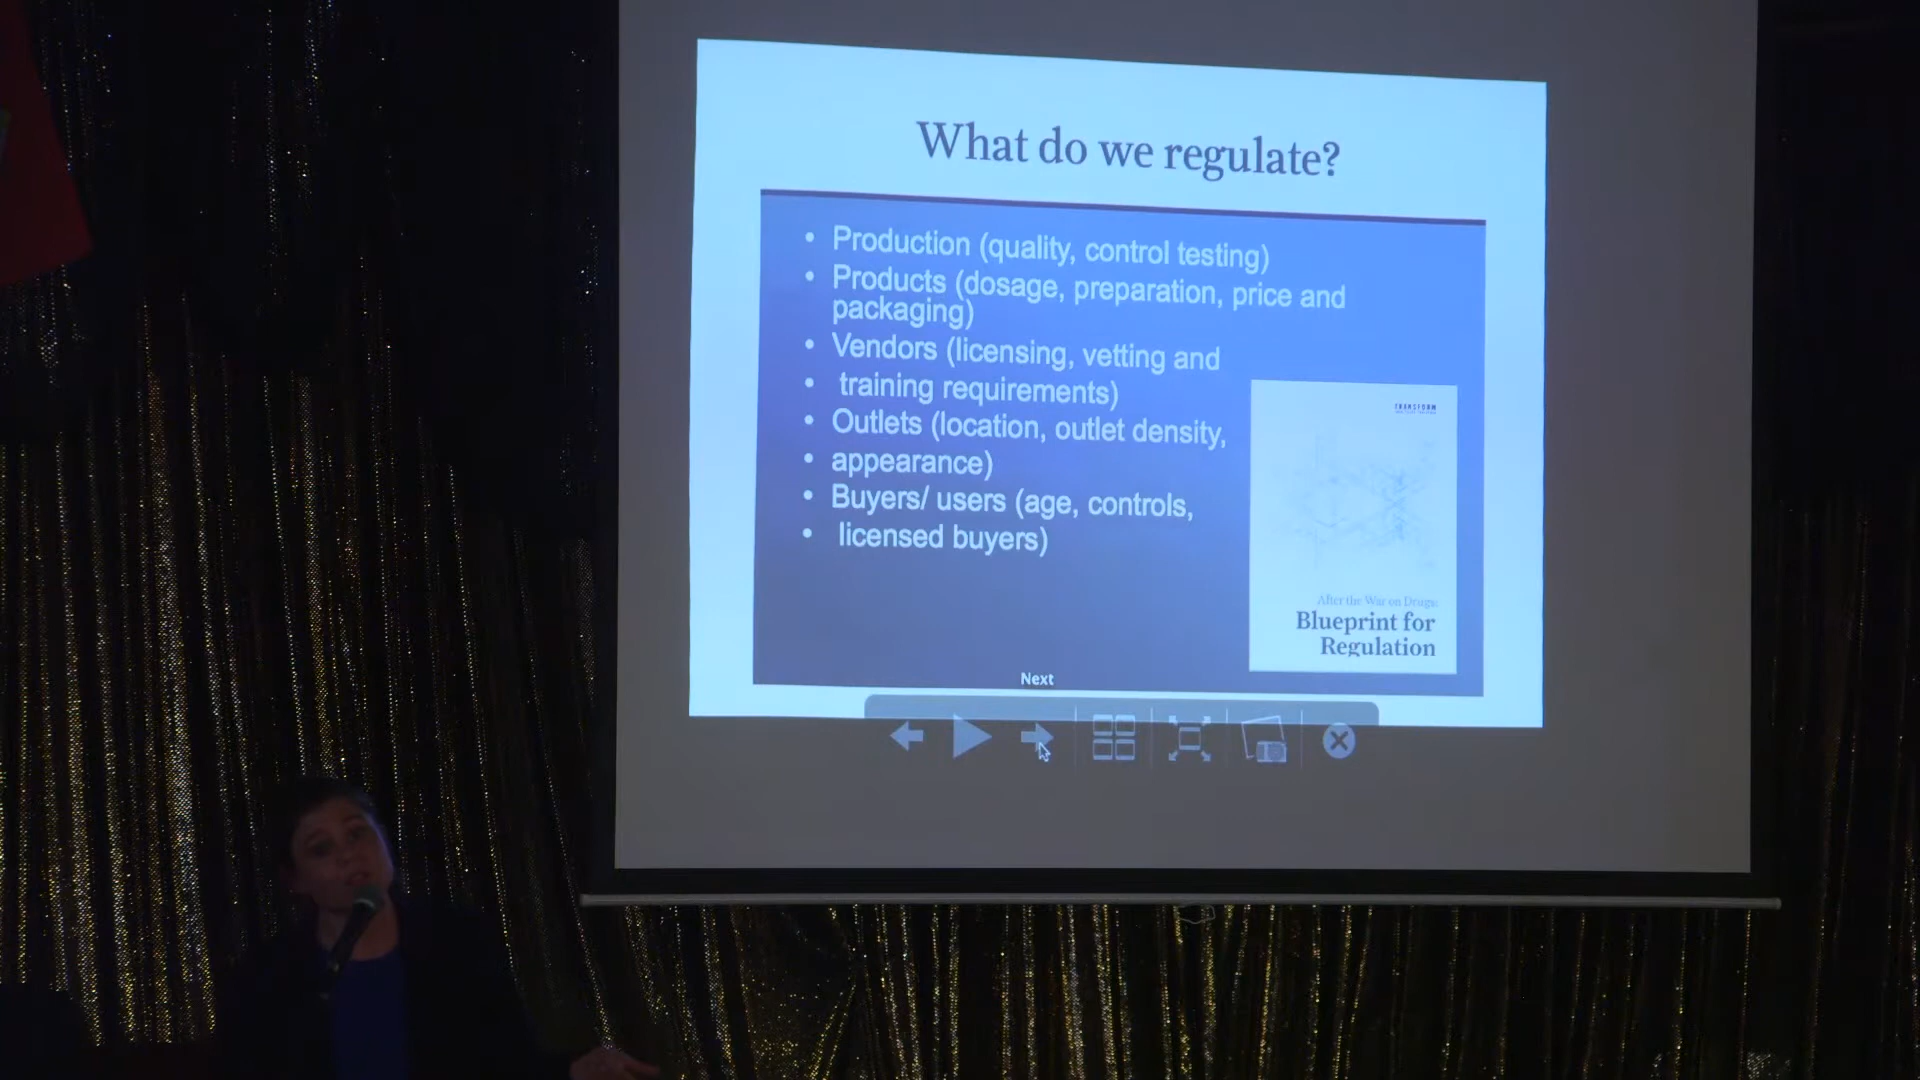 What do we regulate?
• Production (quality, control testing)
• Products (dosage, preparation, price and
packaging)
• Vendors (licensing, vetting and
• training requirements)
• Outlets (location, outlet density,
• appearance)
• Buyers/ users (age, controls,
• licensed buyers)
TRANSFORM
After the War on Drugs:
Blueprint for
Regulation
Next